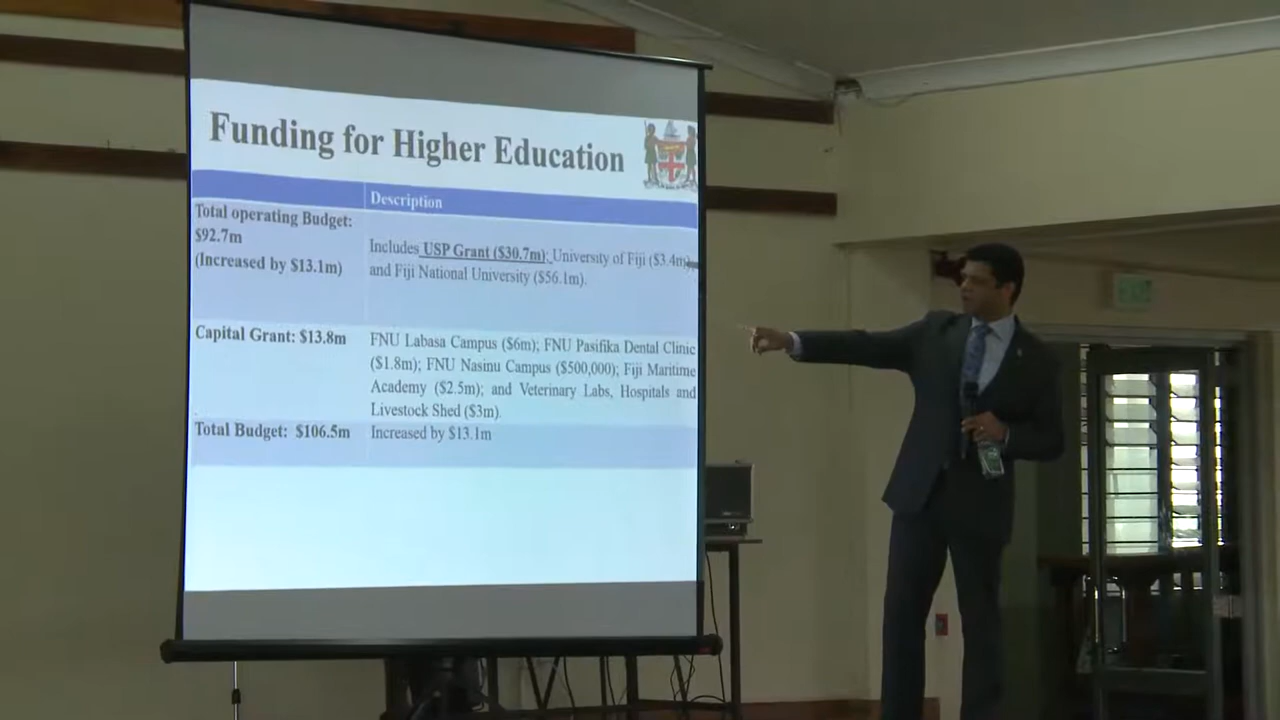 Funding for Higher Education
Description
Total operating Budget:
$92.7m
(Increased by $13.1m)
Includes USP Grant ($30.7m); University of Fiji ($3.4m)
and Fiji National University ($56.1m).
Capital Grant: $13.8m
FNU Labasa Campus ($6m); FNU Pasifika Dental Clinic
($1.8m); FNU Nasinu Campus ($500,000); Fiji Maritime
Academy ($2.5m); and Veterinary Labs, Hospitals and
Livestock Shed ($3m).
Total Budget: $106.5m
Increased by $13.1m